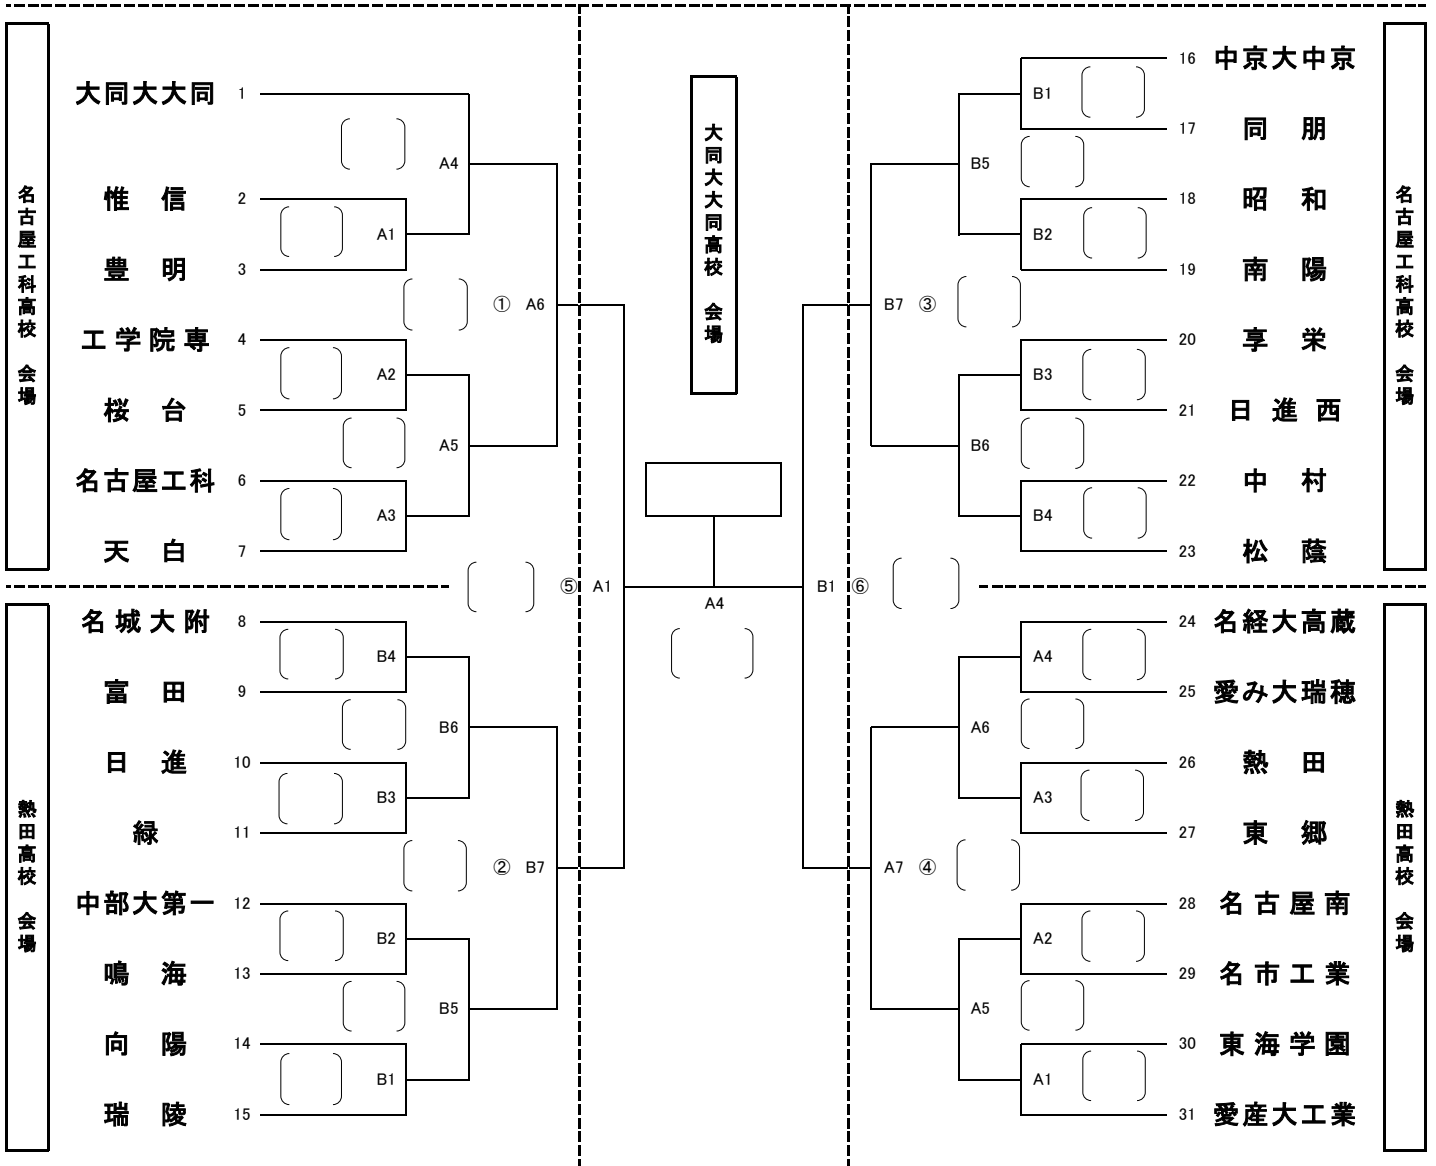 名古屋工科高校 会場
大同大大同 1
A4
惟信 2
A1
豊明 3
① A6
工学院専 4
A2
桜台 5
A5
名古屋工科 6
A3
天白 7
熱田高校 会場
名城大附 8
B4
富田 9
B6
日進 10
B3
緑 11
② B7
中部大第一 12
B2
鳴海 13
B5
向陽 14
B1
瑞陵 15
大同大大同高校 会場
⑤ A1
A4
B1 ⑥
名古屋工科高校 会場
16 中京大中京
B1
17 同朋
B5
18 昭和
B2
19 南陽
B7 ③
20 享栄
B3
21 日進西
B6
22 中村
B4
23 松蔭
熱田高校 会場
24 名経大高蔵
A4
25 愛み大瑞穂
A6
26 熱田
A3
27 東郷
A7 ④
28 名古屋南
A2
29 名市工業
A5
30 東海学園
A1
31 愛産大工業